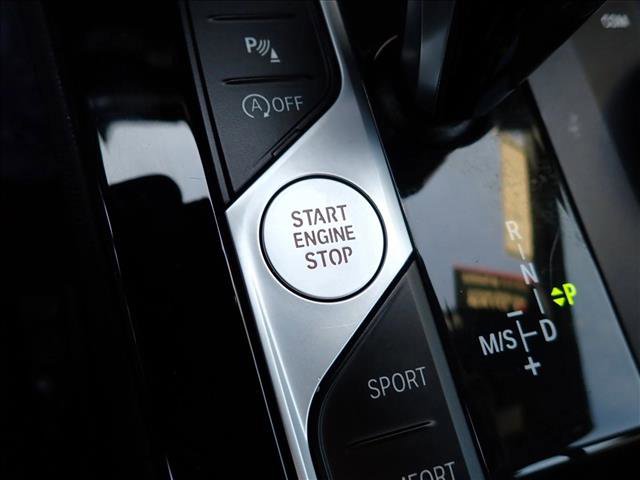 P
A OFF
START
ENGINE
STOP
SPORT
R
N
P
M/S D
+